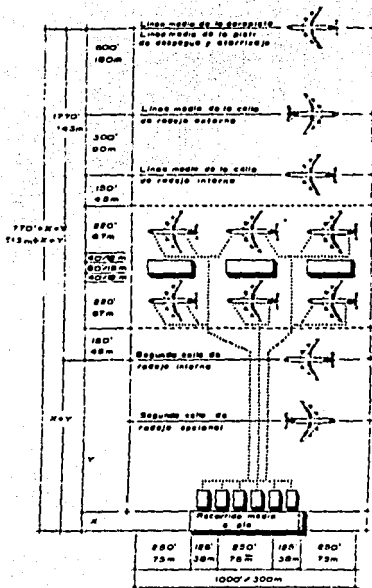 Línea media de la aeropista
Línea media de la pista
de despegue y aterrizaje
600'
180m
Línea media de la calle
de rodaje externa
1770'
300'
90m
Línea media de la calle
de rodaje interna
150'
45m
220'
67m
220'
67m
150'
45m
Segunda calle de
rodaje interna
Segunda calle de
rodaje opcional
X+Y
Y
X
Recorrido medio
a pie
250' 125' 250' 125' 250'
75m 38m 75m 38m 75m
1000' / 300m